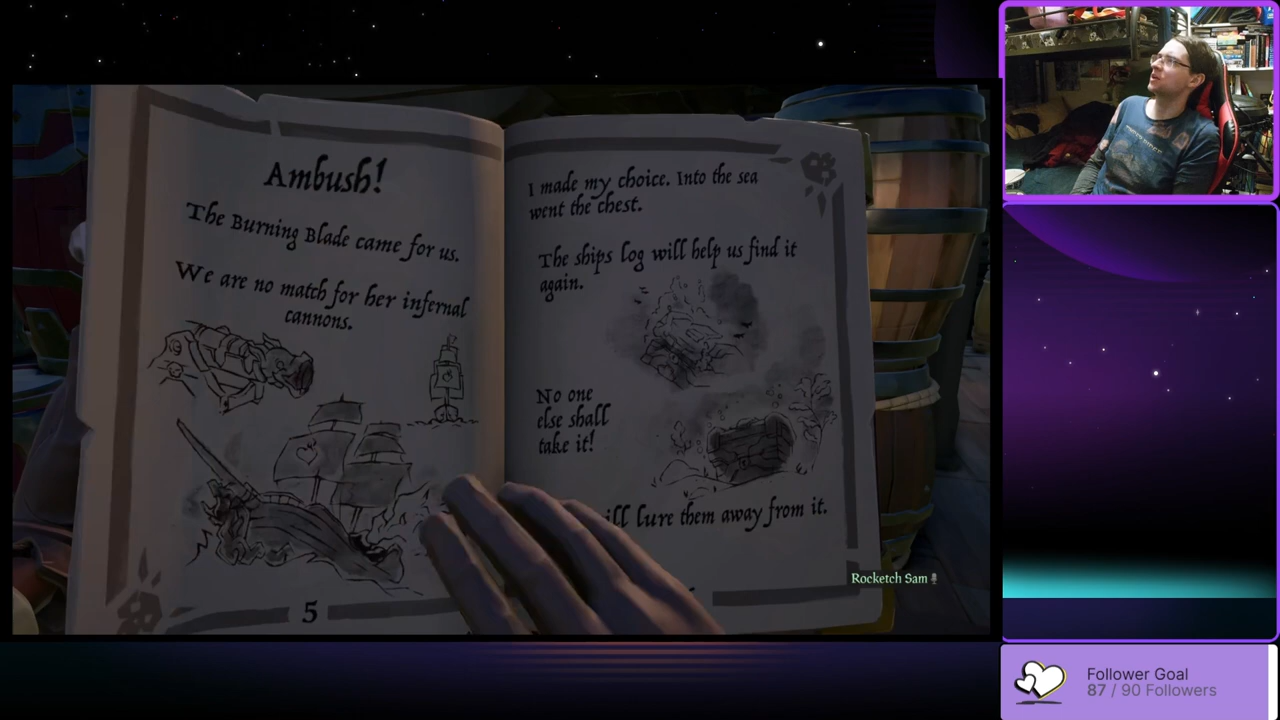 Ambush!
The Burning Blade came for us.
We are no match for her infernal
cannons.
5
I made my choice. Into the sea
went the chest.
The ships log will help us find it
again.
No one
else shall
take it!
lure them away from it.
Rocketch Sam
Follower Goal
87 / 90 Followers